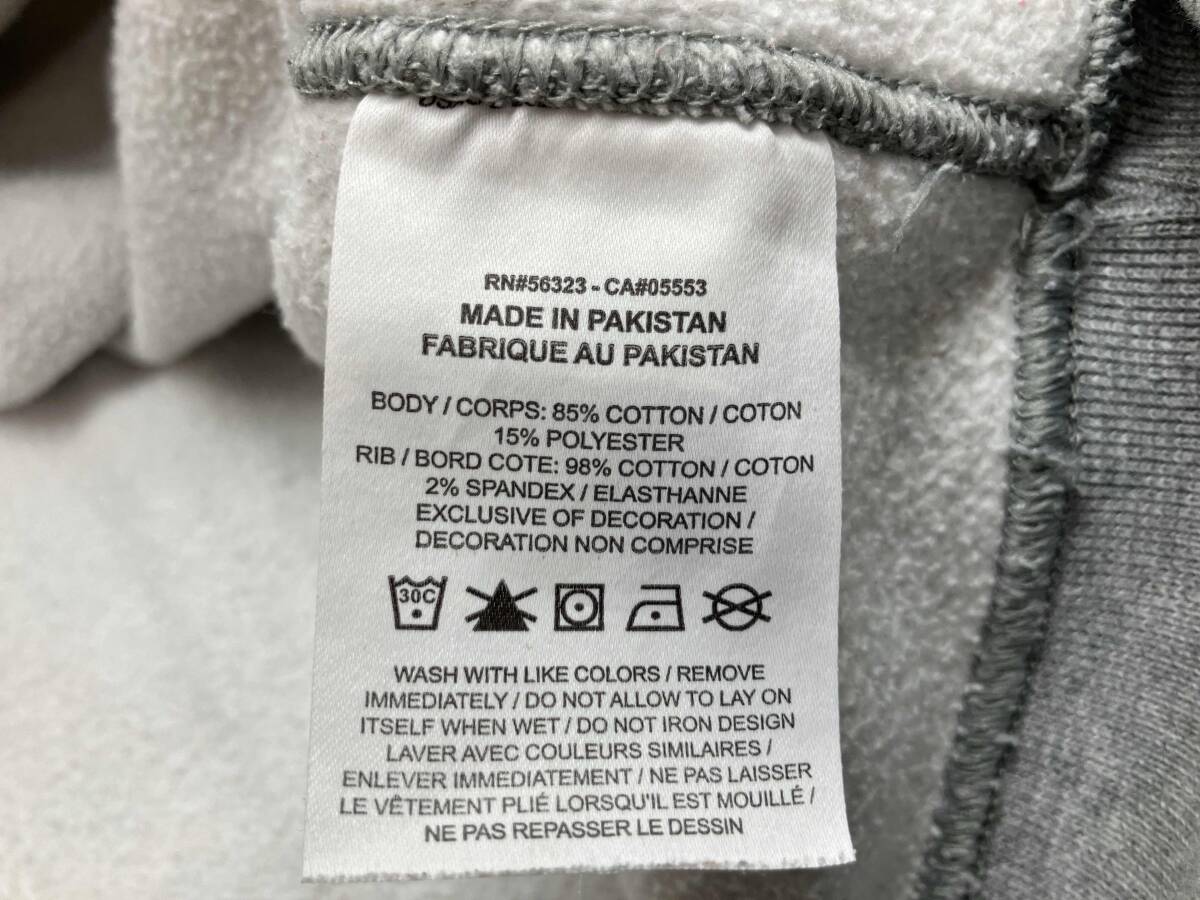 RN#56323 - CA#05553
MADE IN PAKISTAN
FABRIQUE AU PAKISTAN
BODY / CORPS: 85% COTTON / COTON
15% POLYESTER
RIB / BORD COTE: 98% COTTON / COTON
2% SPANDEX / ELASTHANNE
EXCLUSIVE OF DECORATION /
DECORATION NON COMPRISE
30C
WASH WITH LIKE COLORS / REMOVE
IMMEDIATELY / DO NOT ALLOW TO LAY ON
ITSELF WHEN WET / DO NOT IRON DESIGN
LAVER AVEC COULEURS SIMILAIRES /
ENLEVER IMMEDIATEMENT / NE PAS LAISSER
LE VÊTEMENT PLIÉ LORSQU'IL EST MOUILLÉ /
NE PAS REPASSER LE DESSIN